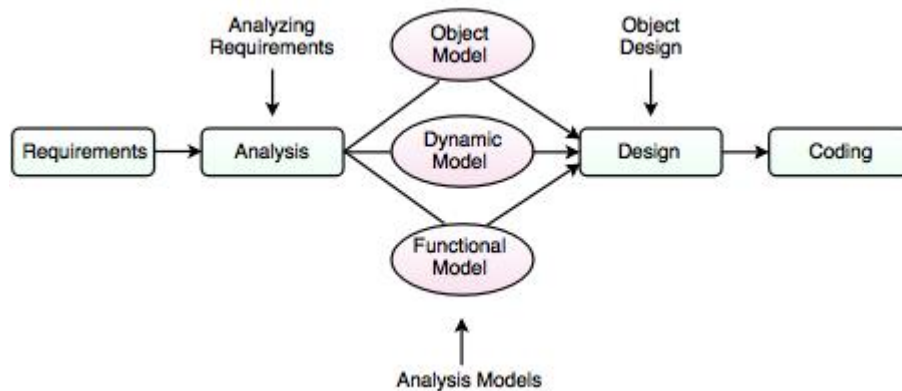 Analyzing
Requirements
Object
Model
Object
Design
Requirements
Analysis
Dynamic
Model
Design
Coding
Functional
Model
Analysis Models